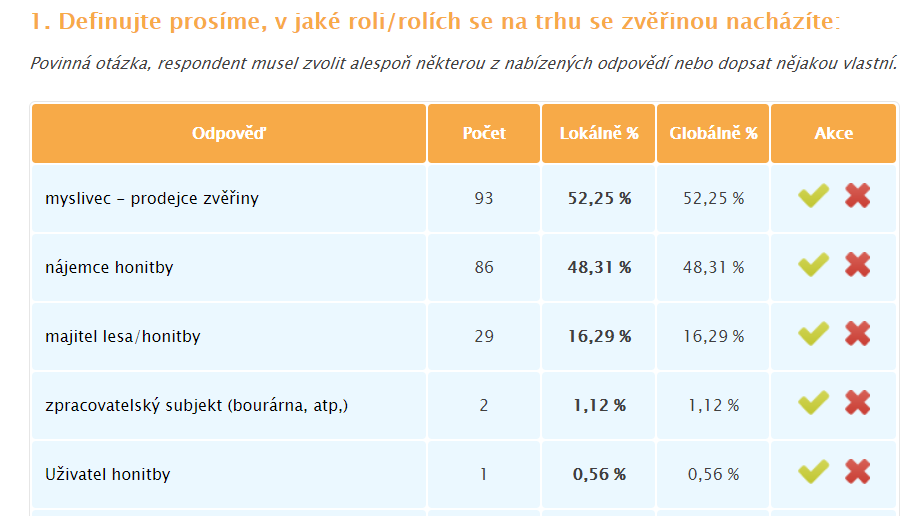 1. Definujte prosíme, v jaké roli/rolích se na trhu se zvěřinou nacházíte:
Povinná otázka, respondent musel zvolit alespoň některou z nabízených odpovědí nebo dopsat nějakou vlastní.
Odpověď Počet Lokálně % Globálně % Akce
myslivec - prodejce zvěřiny 93 52,25 % 52,25 %
nájemce honitby 86 48,31 % 48,31 %
majitel lesa/honitby 29 16,29 % 16,29 %
zpracovatelský subjekt (bourárna, atp,) 2 1,12 % 1,12 %
Uživatel honitby 1 0,56 % 0,56 %